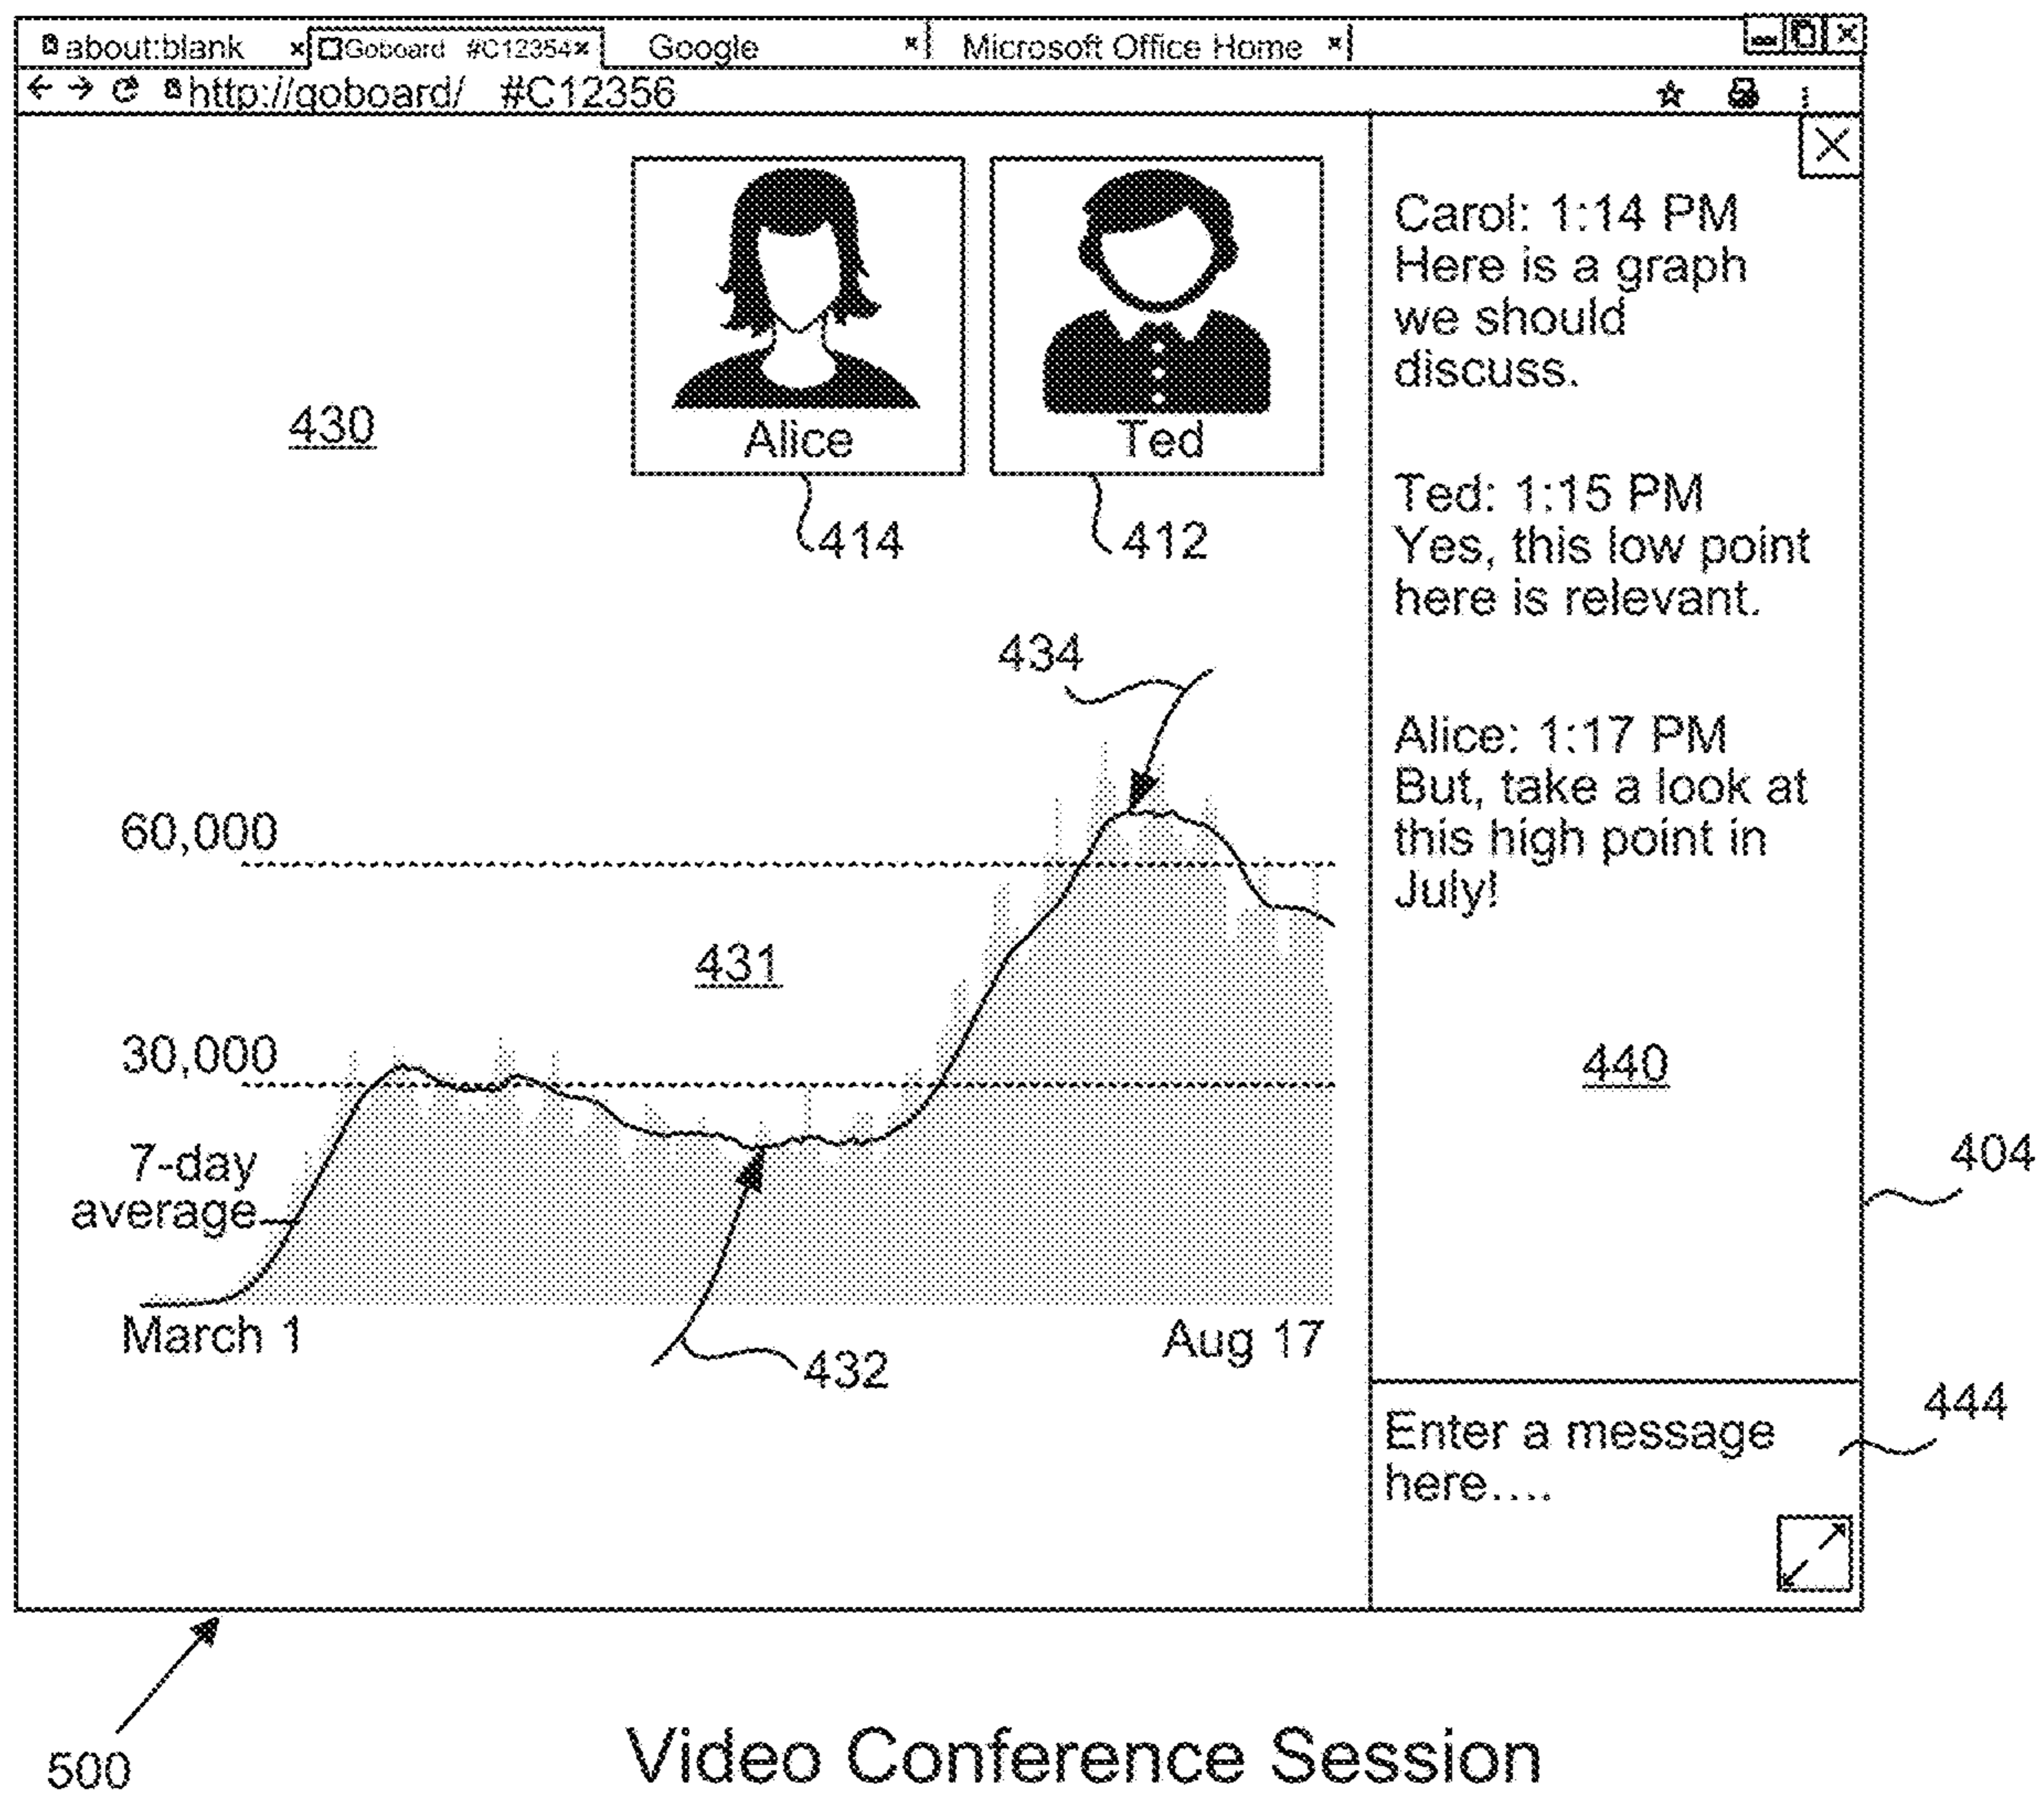 about:blank
Goboard #C12354
Google
Microsoft Office Home
http://goboard/ #C12356
Alice
Ted
414
412
430
Carol: 1:14 PM
Here is a graph
we should
discuss.
Ted: 1:15 PM
Yes, this low point
here is relevant.
Alice: 1:17 PM
But, take a look at
this high point in
July!
434
60,000
431
30,000
7-day
average
March 1
Aug 17
432
440
404
444
Enter a message
here....
500
Video Conference Session